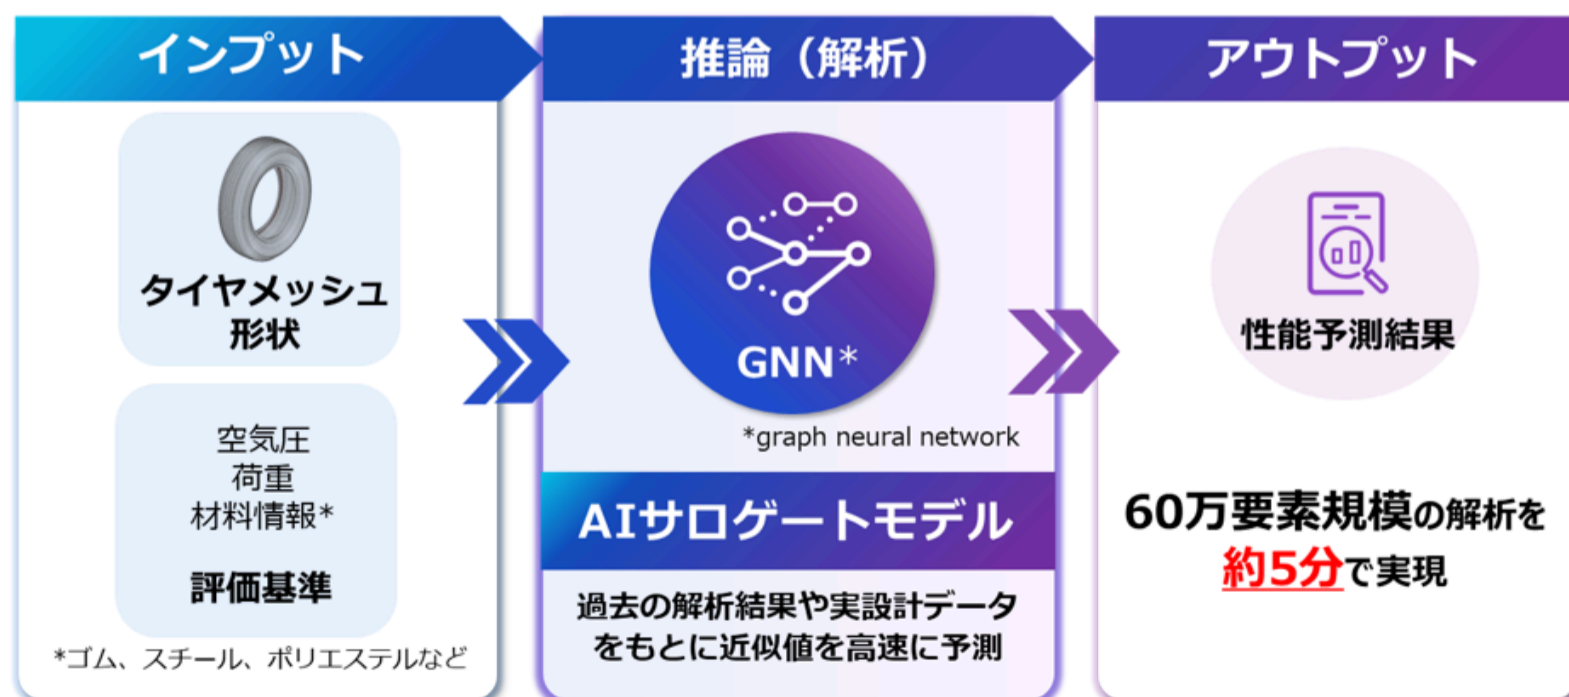 インプット
タイヤメッシュ
形状
空気圧
荷重
材料情報*
評価基準
*ゴム、スチール、ポリエステルなど
推論（解析）
GNN*
*graph neural network
AIサロゲートモデル
過去の解析結果や実設計データ
をもとに近似値を高速に予測
アウトプット
性能予測結果
60万要素規模の解析を
約5分で実現